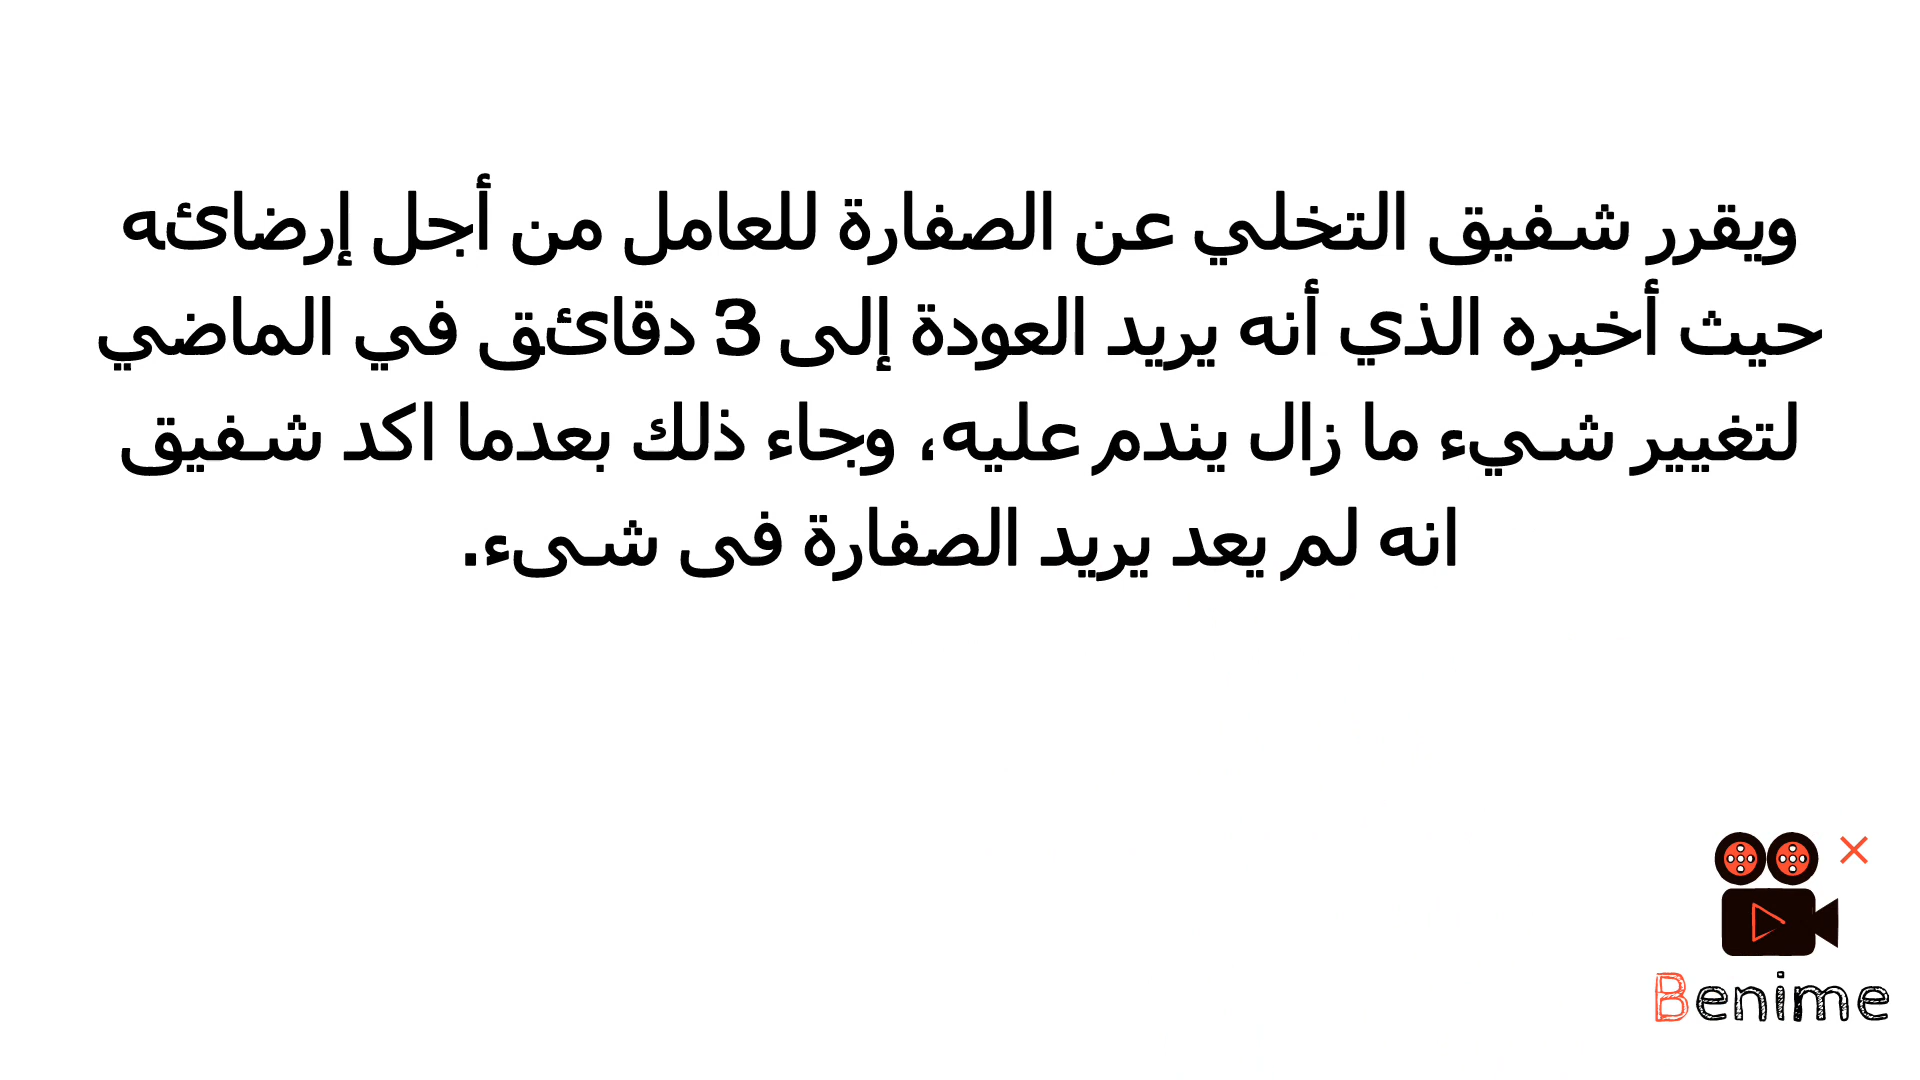 ويقرر شفيق التخلي عن الصفارة للعامل من أجل إرضائه
حيث أخبره الذي أنه يريد العودة إلى 3 دقائق في الماضي
لتغيير شيء ما زال يندم عليه، وجاء ذلك بعدما اكد شفيق
انه لم يعد يريد الصفارة فى شىء.
Benime